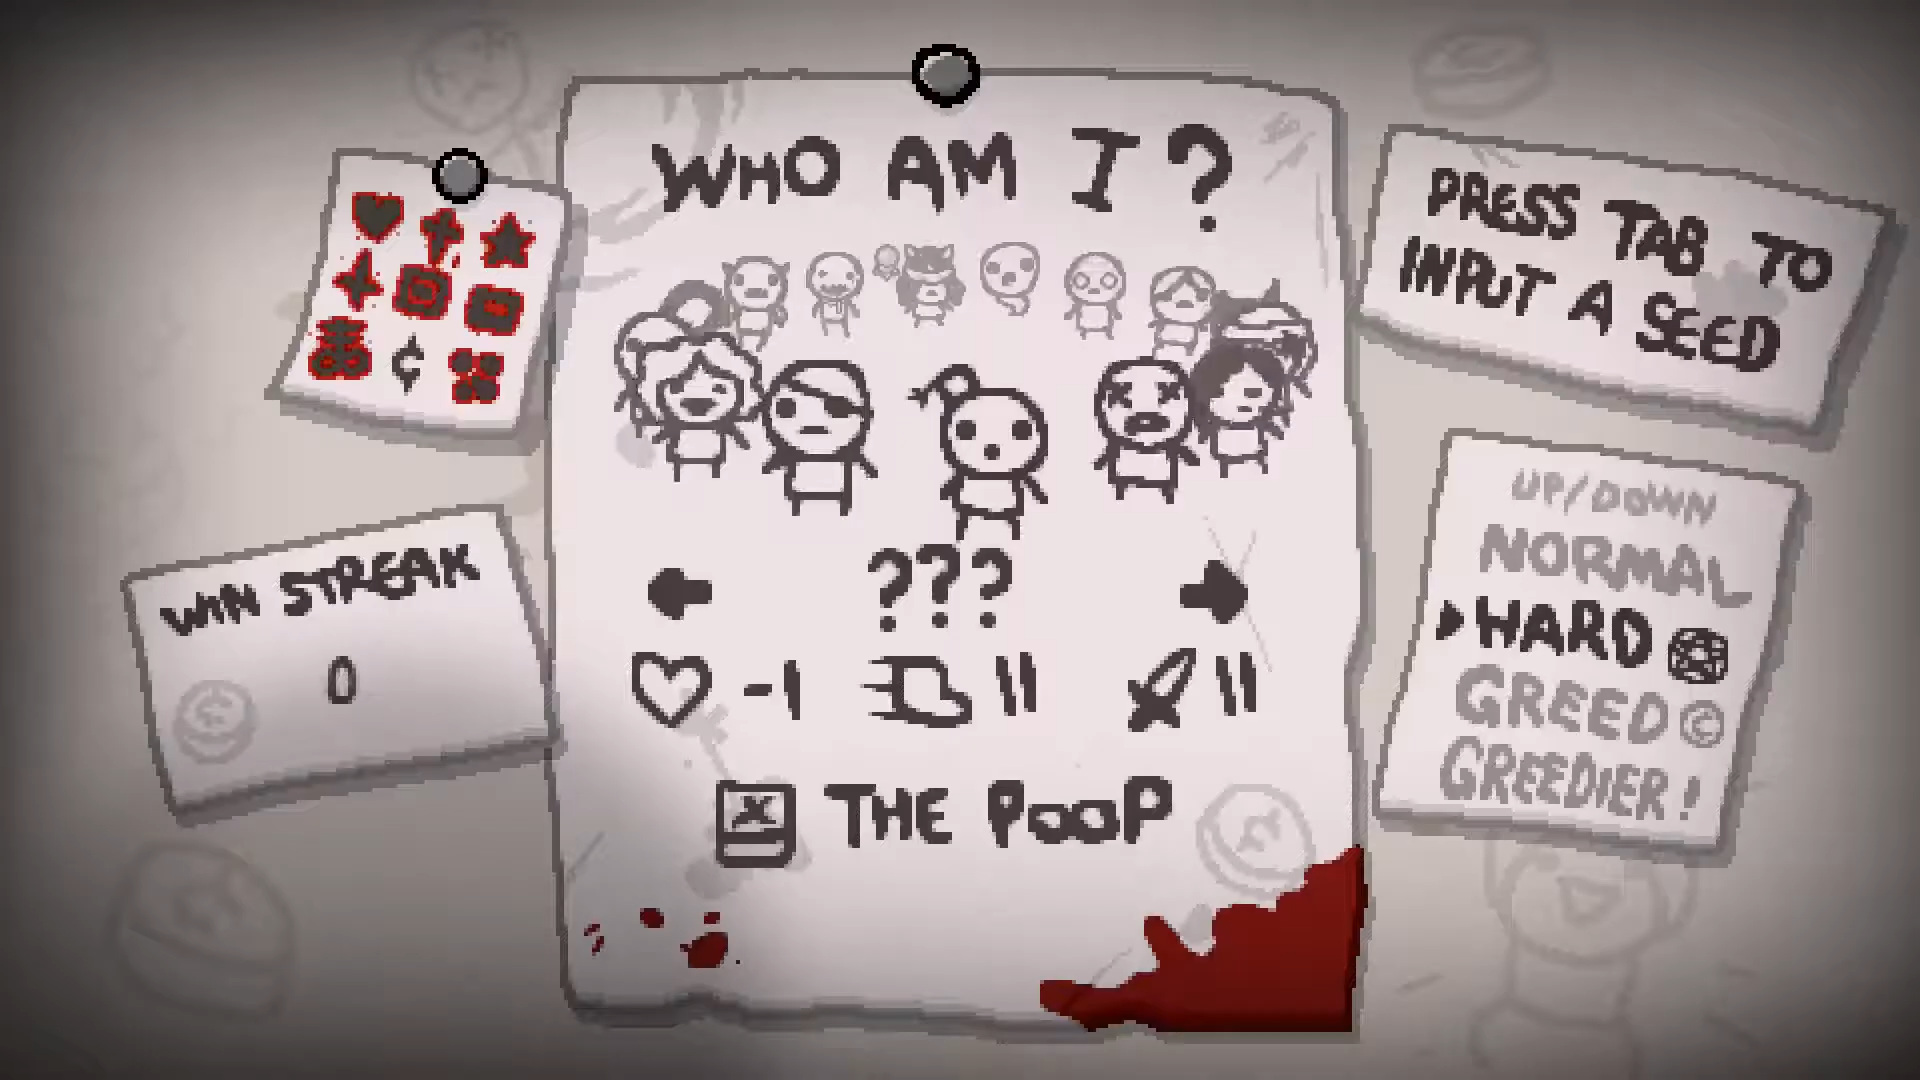 WHO AM I?
PRESS TAB TO
INPUT A SEED
¢
WIN STREAK
0
???
-1
THE POOP
UP/DOWN
NORMAL
HARD
GREED ©
GREEDIER!